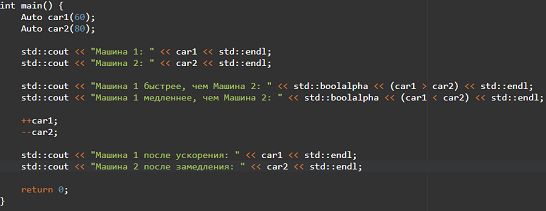 int main() {
Auto car1(60);
Auto car2(80);
std::cout << "Машина 1: " << car1 << std::endl;
std::cout << "Машина 2: " << car2 << std::endl;
std::cout << "Машина 1 быстрее, чем Машина 2: " << std::boolalpha << (car1 > car2) << std::endl;
std::cout << "Машина 1 медленнее, чем Машина 2: " << std::boolalpha << (car1 < car2) << std::endl;
++car1;
--car2;
std::cout << "Машина 1 после ускорения: " << car1 << std::endl;
std::cout << "Машина 2 после замедления: " << car2 << std::endl;
return 0;
}